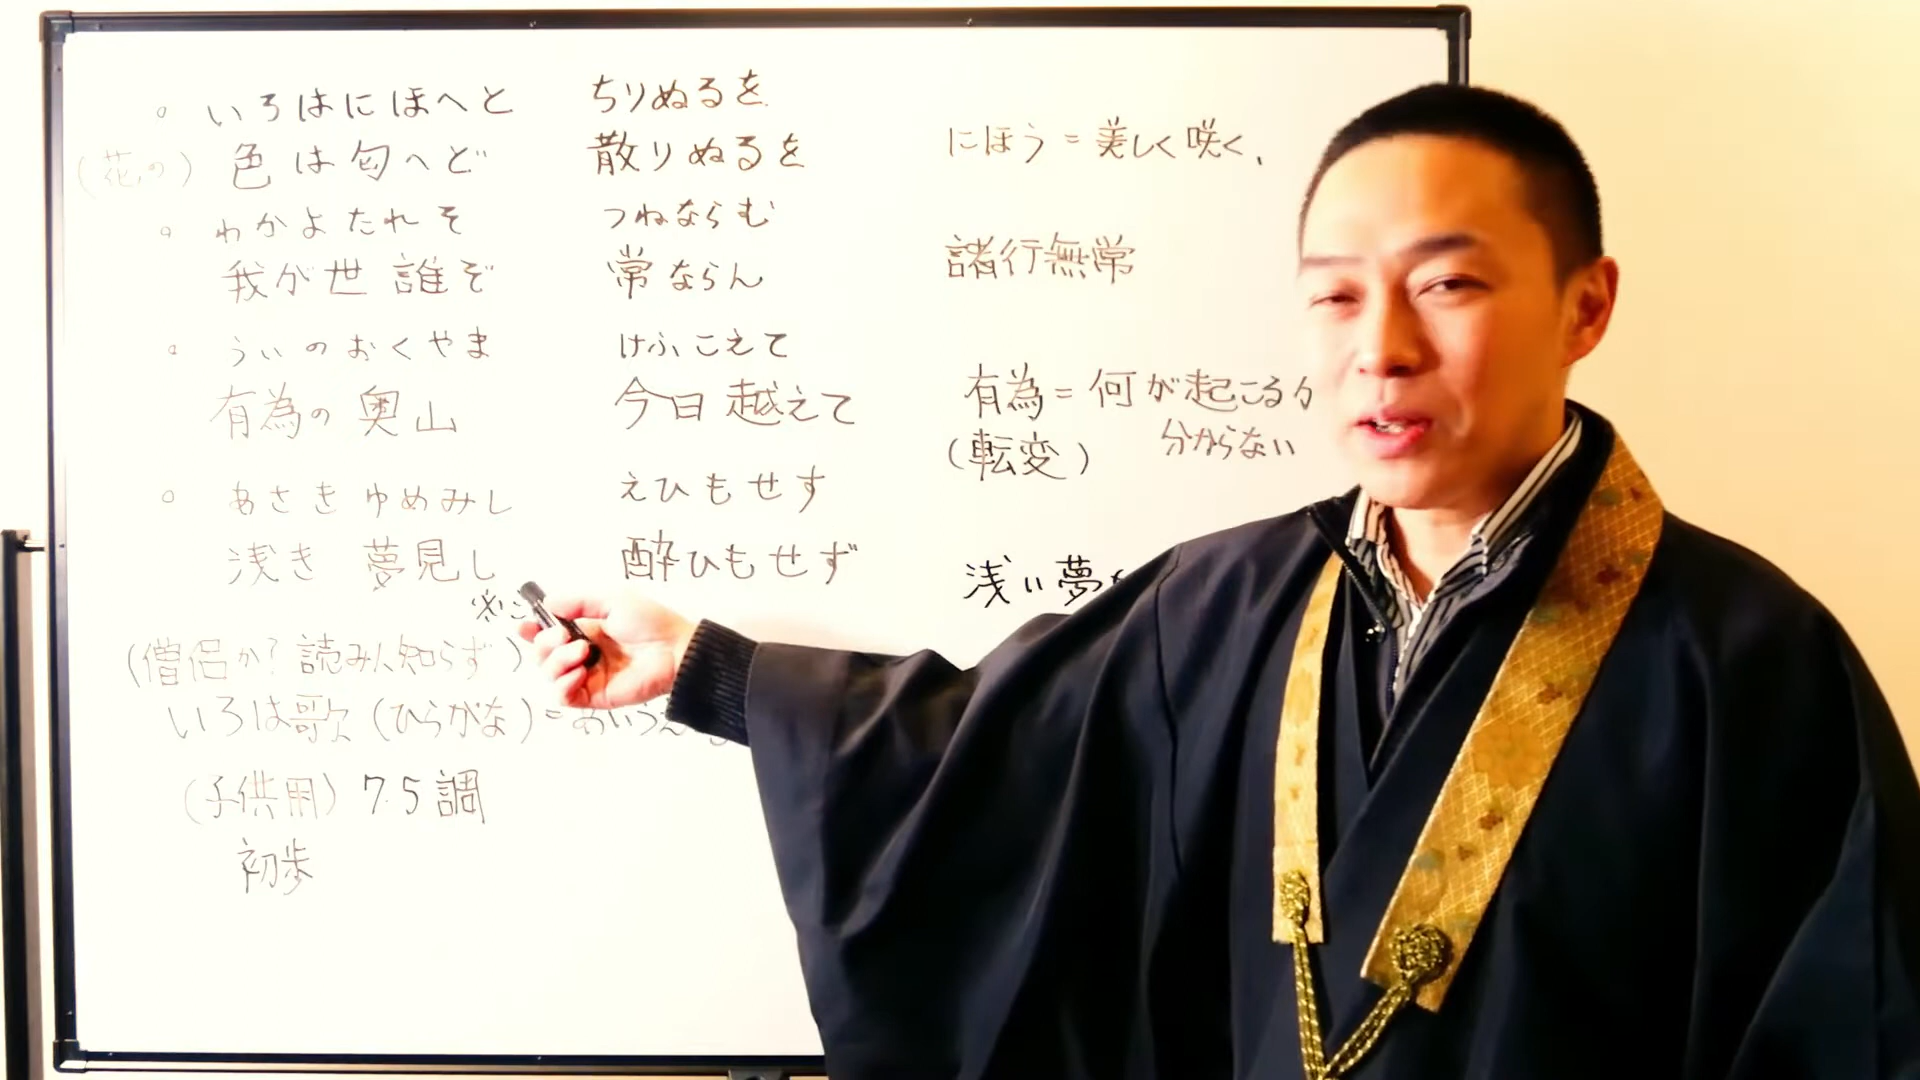 。いろはにほへと ちりぬるを
(花の) 色は匂へど 散りぬるを
にほう=美しく咲く、
。わかよたれそ つねならむ
我が世 誰ぞ 常ならん
諸行無常
。うゐのおくやま けふこえて
有為の奥山 今日越えて
有為=何が起こるか
分からない
(転変)
。あさきゆめみし ゑひもせす
浅き 夢見し 酔ひもせず
浅い夢
(僧侶か? 読み人知らず)
いろは歌 (ひらがな) = あいうえ
(子供用) 7.5調
初歩